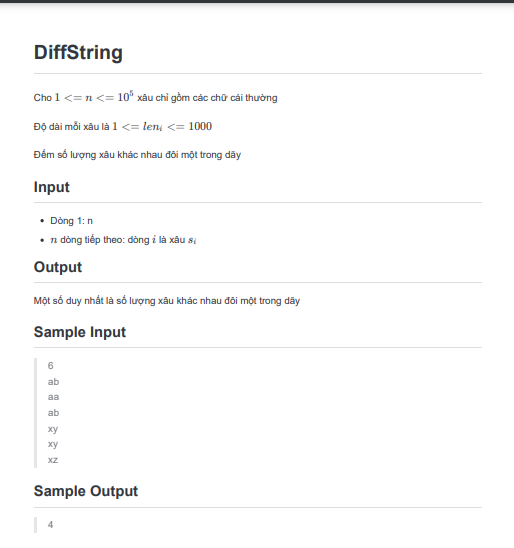 DiffString
Cho 1 <= n <= 10^5 xâu chỉ gồm các chữ cái thường
Độ dài mỗi xâu là 1 <= len_i <= 1000
Đếm số lượng xâu khác nhau đôi một trong dãy
Input
• Dòng 1: n
• n dòng tiếp theo: dòng i là xâu s_i
Output
Một số duy nhất là số lượng xâu khác nhau đôi một trong dãy
Sample Input
6
ab
aa
ab
xy
xy
xz
Sample Output
4